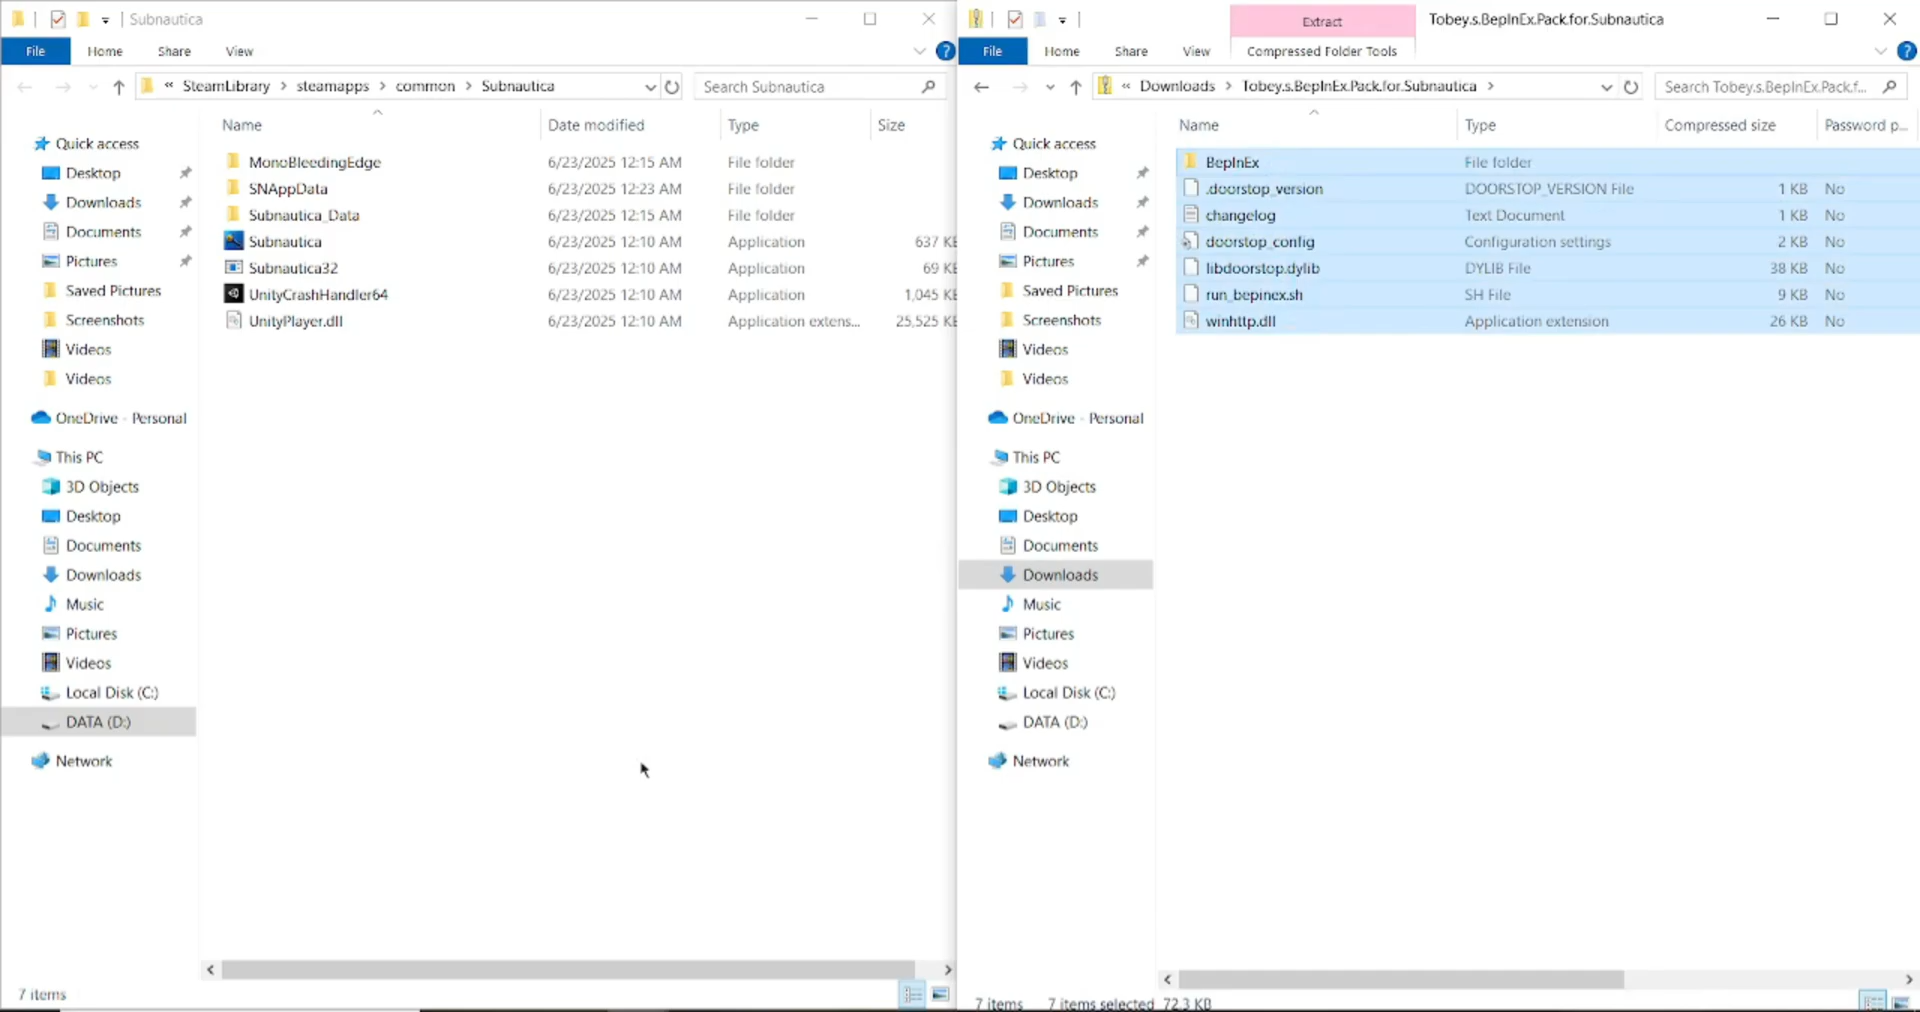 Subnautica
File Home Share View
SteamLibrary steamapps common Subnautica
Search Subnautica
Quick access
Desktop
Downloads
Documents
Pictures
Saved Pictures
Screenshots
Videos
Videos
OneDrive - Personal
This PC
3D Objects
Desktop
Documents
Downloads
Music
Pictures
Videos
Local Disk (C:)
DATA (D:)
Network
Name Date modified Type Size
MonoBleedingEdge 6/23/2025 12:15 AM File folder
SNAppData 6/23/2025 12:23 AM File folder
Subnautica_Data 6/23/2025 12:15 AM File folder
Subnautica 6/23/2025 12:10 AM Application 637 KB
Subnautica32 6/23/2025 12:10 AM Application 69 KB
UnityCrashHandler64 6/23/2025 12:10 AM Application 1,045 KB
UnityPlayer.dll 6/23/2025 12:10 AM Application extens... 25,525 KB
7 items
Extract
Tobey.s.BepInEx.Pack.for.Subnautica
File Home Share View Compressed Folder Tools
Downloads Tobey.s.BepInEx.Pack.for.Subnautica
Search Tobey.s.BepInEx.Pack.f...
Quick access
Desktop
Downloads
Documents
Pictures
Saved Pictures
Screenshots
Videos
Videos
OneDrive - Personal
This PC
3D Objects
Desktop
Documents
Downloads
Music
Pictures
Videos
Local Disk (C:)
DATA (D:)
Network
Name Type Compressed size Password p...
BepInEx File folder
.doorstop_version DOORSTOP_VERSION File 1 KB No
changelog Text Document 1 KB No
doorstop_config Configuration settings 2 KB No
libdoorstop.dylib DYLIB File 38 KB No
run_bepinex.sh SH File 9 KB No
winhttp.dll Application extension 26 KB No
7 items 7 items selected 72.3 KB